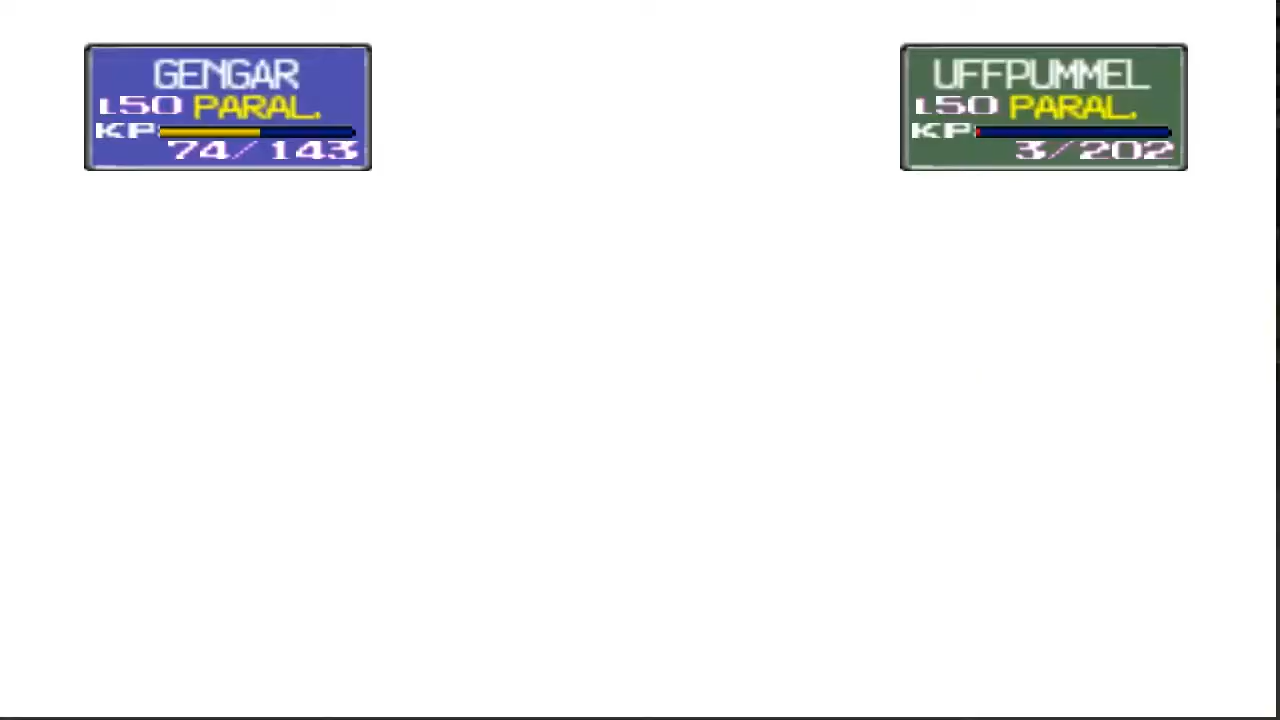 GENGAR
L50 PARAL.
KP:
74/143
UFFPUMMEL
L50 PARAL.
KP:
3/202